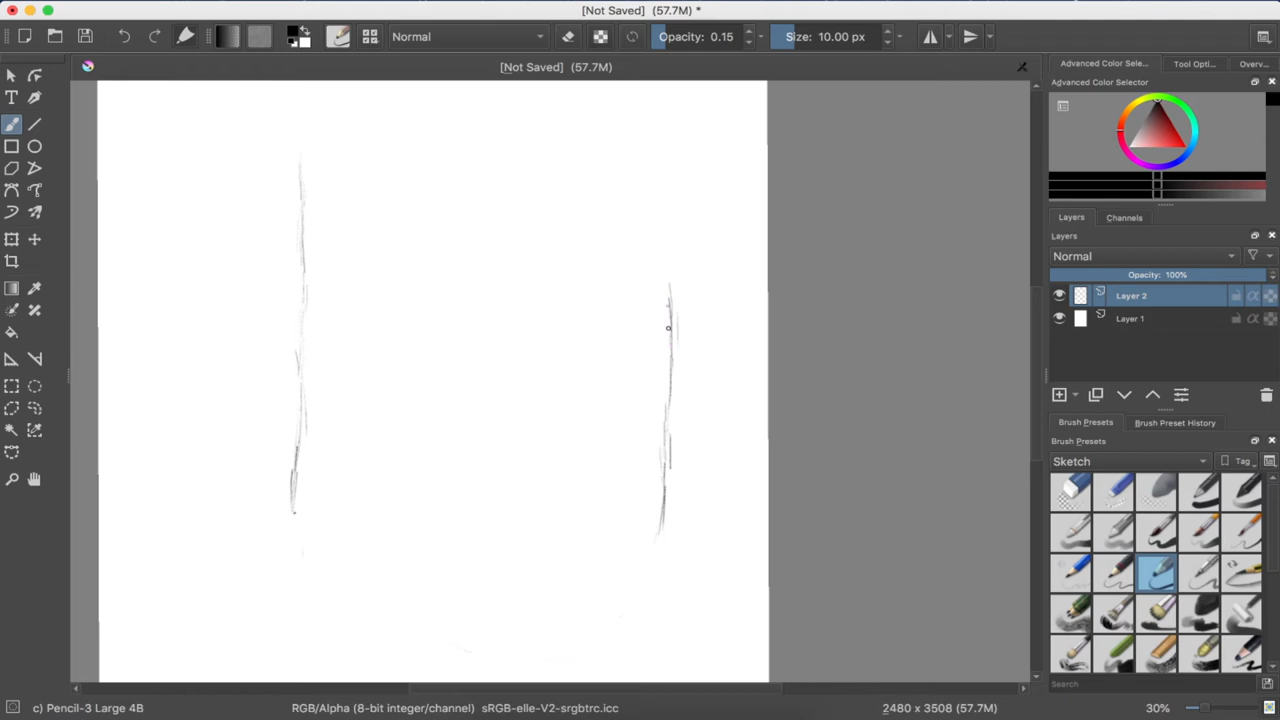 [Not Saved] (57.7M) *
Normal
Opacity: 0.15
Size: 10.00 px
[Not Saved] (57.7M)
Advanced Color Sele...
Tool Opti...
Overv...
Advanced Color Selector
Layers
Channels
Layers
Normal
Opacity: 100%
Layer 2
Layer 1
Brush Presets
Brush Preset History
Brush Presets
Sketch
Tag
Search
c) Pencil-3 Large 4B
RGB/Alpha (8-bit integer/channel) sRGB-elle-V2-srgbtrc.icc
2480 x 3508 (57.7M)
30%